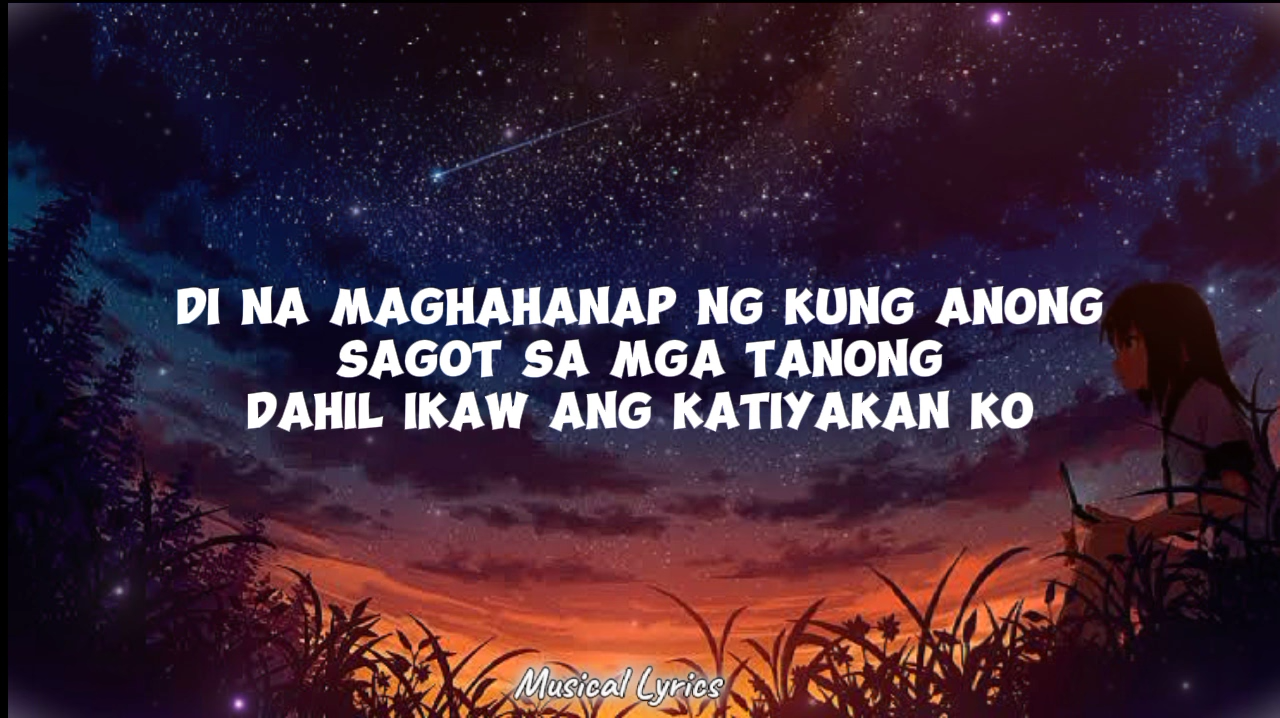 DI NA MAGHAHANAP NG KUNG ANONG
SAGOT SA MGA TANONG
DAHIL IKAW ANG KATIYAKAN KO
Musical Lyrics